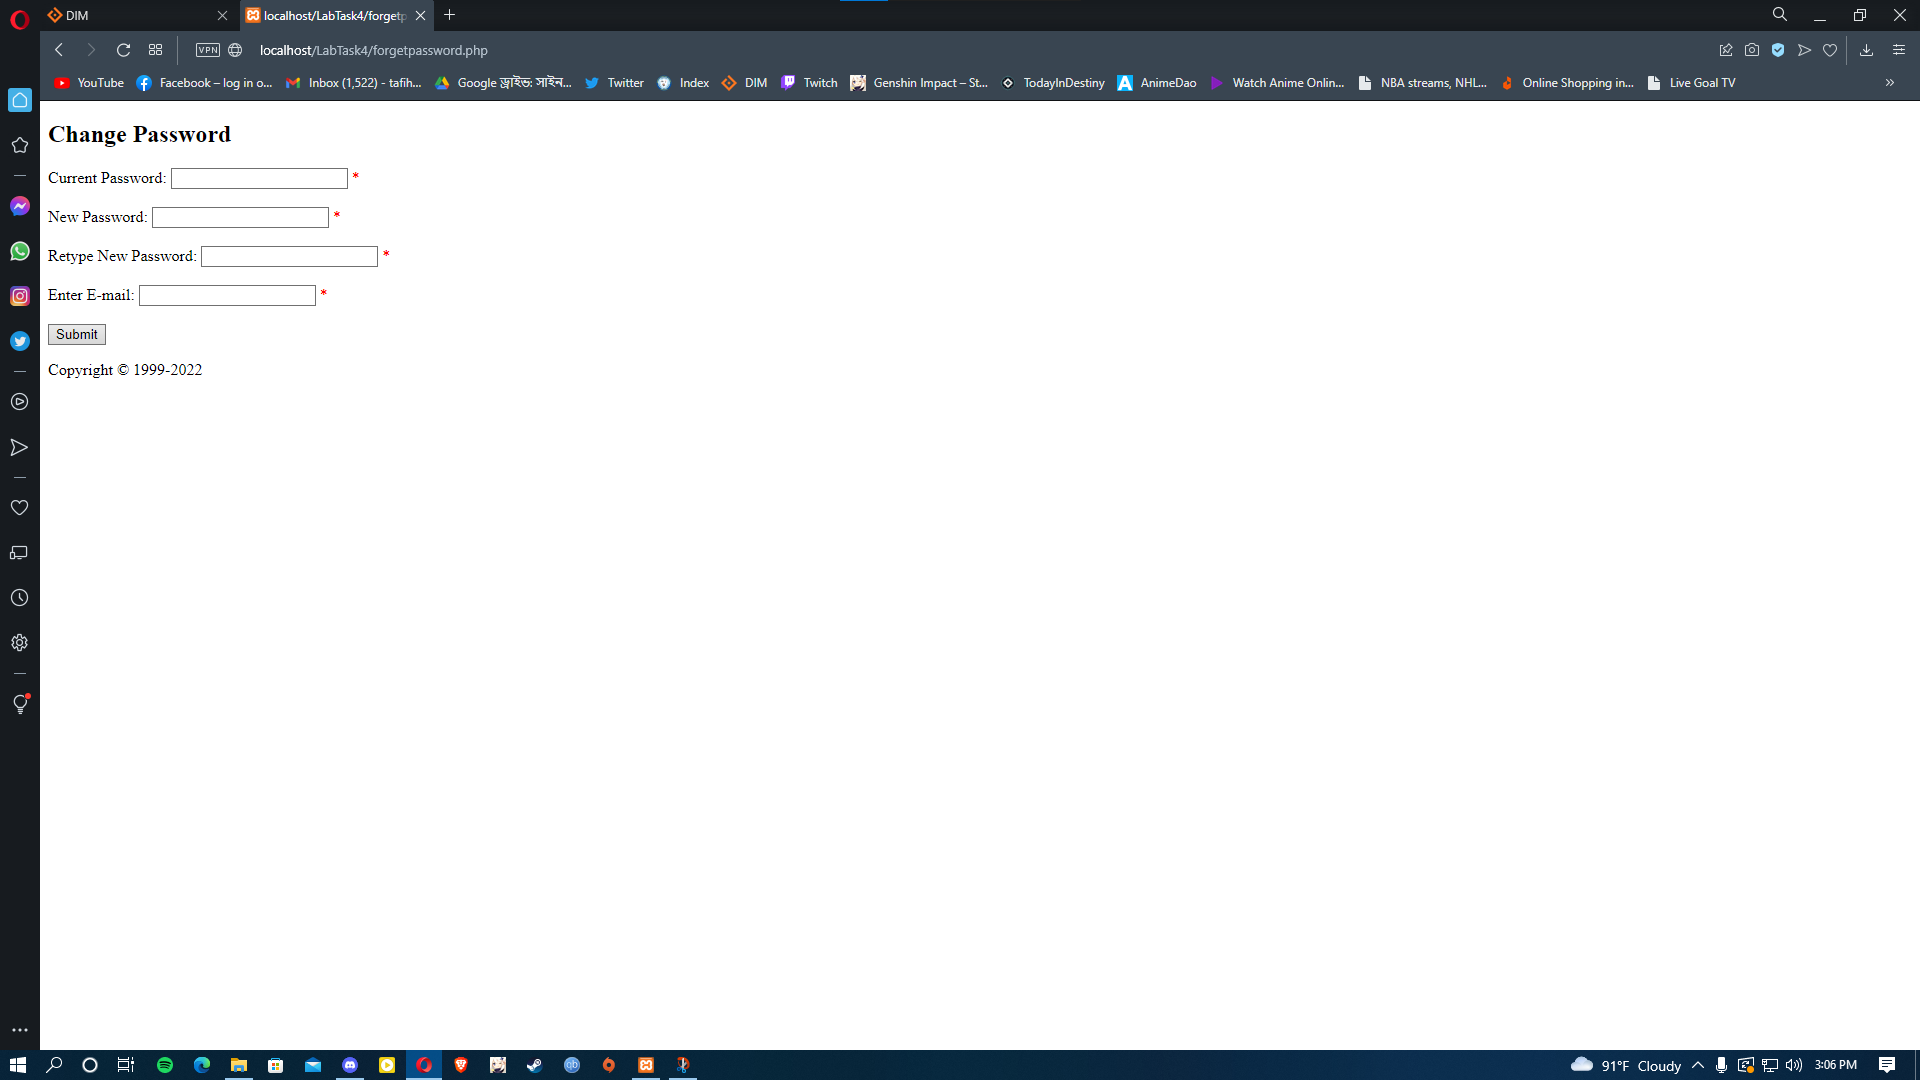 DIM
localhost/LabTask4/forgetp
VPN
localhost/LabTask4/forgetpassword.php
YouTube
Facebook – log in o...
Inbox (1,522) - tafih...
Google ড্রাইভ: সাইন...
Twitter
Index
DIM
Twitch
Genshin Impact – St...
TodayInDestiny
AnimeDao
Watch Anime Onlin...
NBA streams, NHL...
Online Shopping in...
Live Goal TV
Change Password
Current Password: *
New Password: *
Retype New Password: *
Enter E-mail: *
Submit
Copyright © 1999-2022
91°F Cloudy
3:06 PM